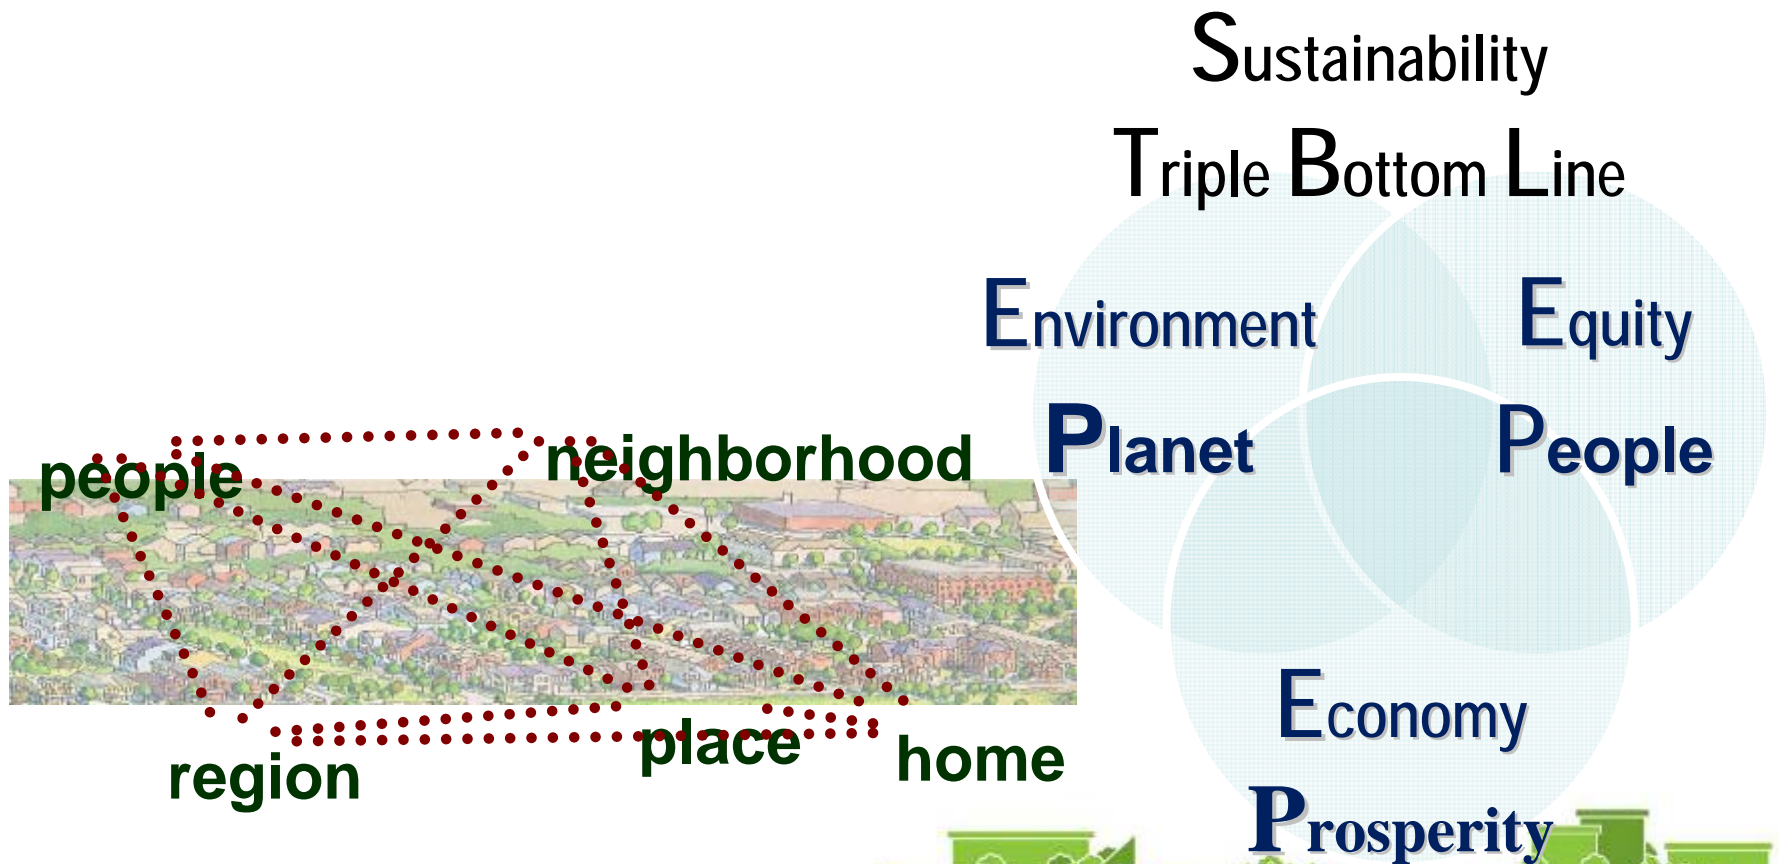 Sustainability
Triple Bottom Line
Environment
Equity
Planet
People
people
neighborhood
Economy
region
place
home
Prosperity